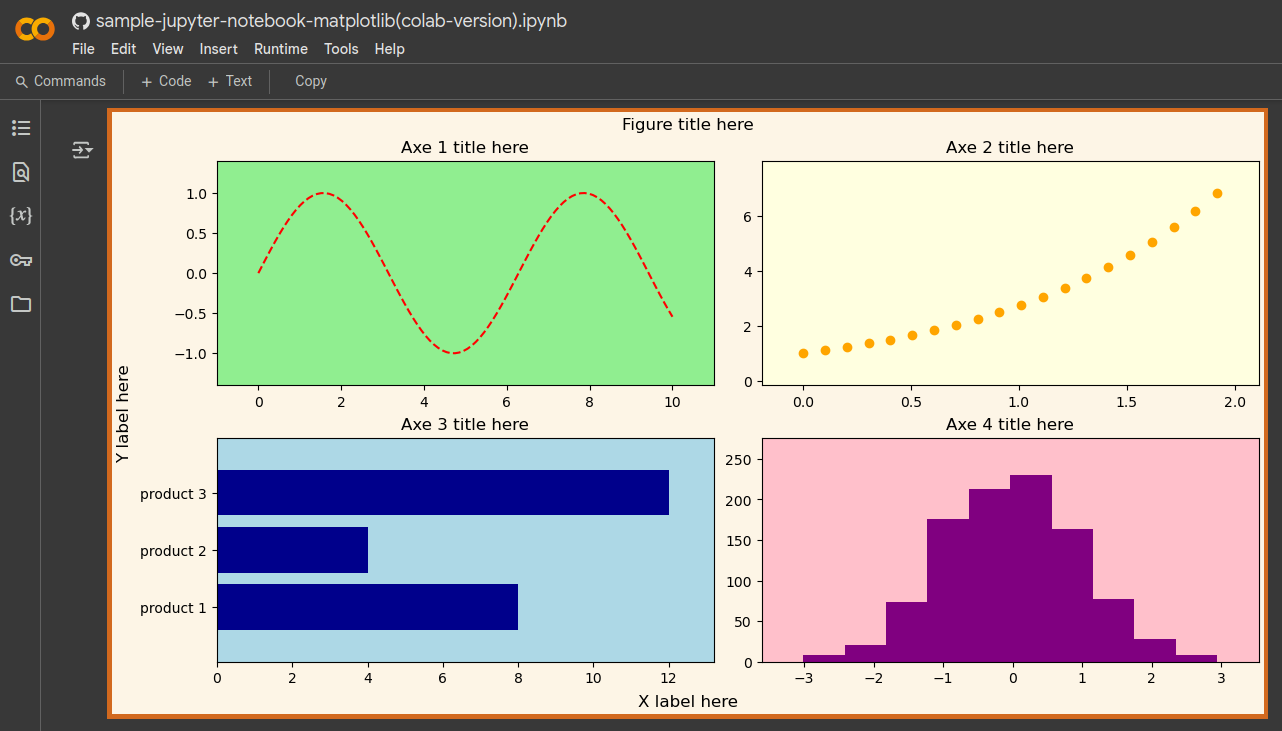 sample-jupyter-notebook-matplotlib(colab-version).ipynb
File Edit View Insert Runtime Tools Help
Commands + Code + Text Copy
{x}
Figure title here
Axe 1 title here
1.0
0.5
0.0
−0.5
−1.0
0 2 4 6 8 10
Axe 2 title here
6
4
2
0
0.0 0.5 1.0 1.5 2.0
Y label here
Axe 3 title here
product 3
product 2
product 1
0 2 4 6 8 10 12
Axe 4 title here
250
200
150
100
50
0
−3 −2 −1 0 1 2 3
X label here